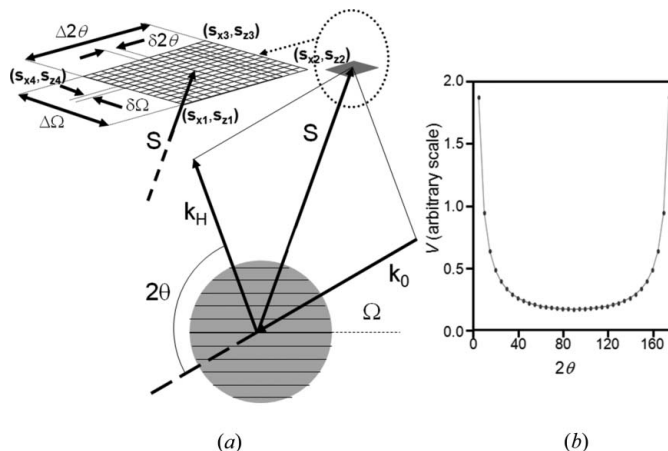 Δ2θ
δ2θ
(sx3,sz3)
(sx4,sz4)
(sx2,sz2)
δΩ
(sx1,sz1)
ΔΩ
S
S
kH
k0
2θ
Ω
V (arbitrary scale)
2.0
1.5
1.0
0.5
0.0
0
40
80
120
160
2θ
(a)
(b)